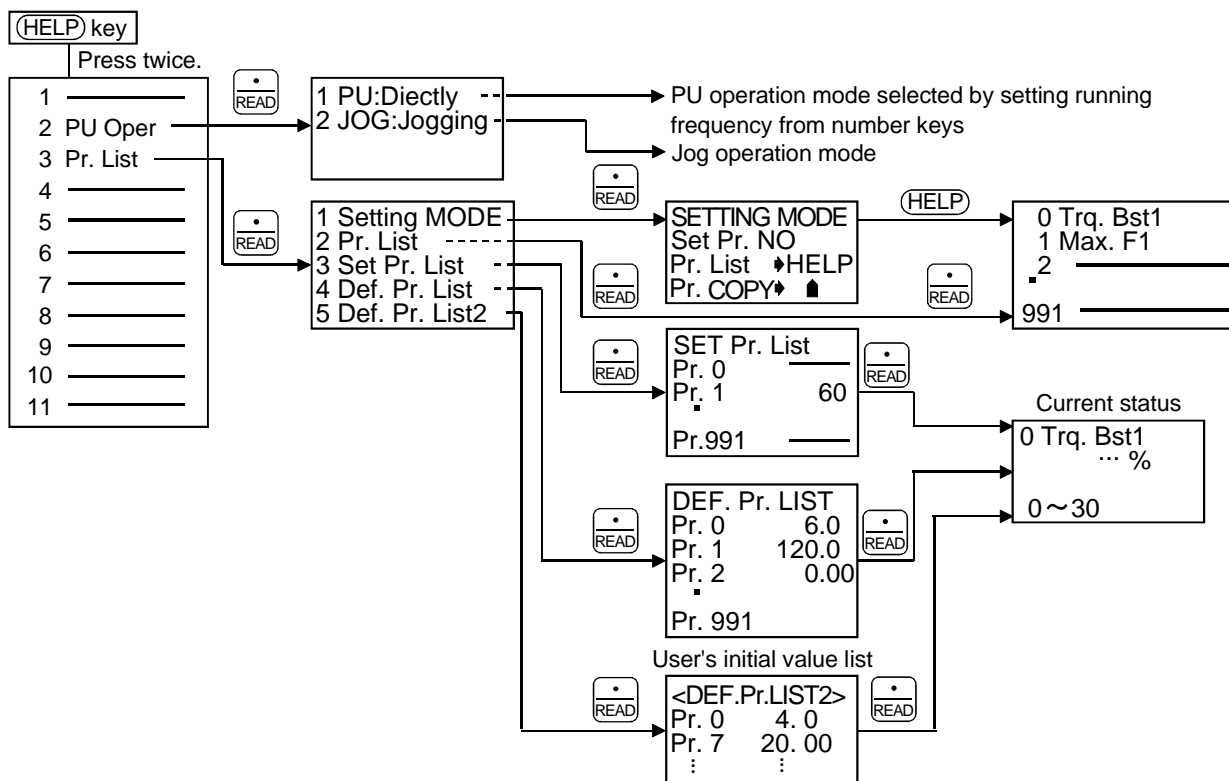 HELP key
Press twice.
1
2 PU Oper
3 Pr. List
4
5
6
7
8
9
10
11
•
READ
1 PU:Diectly
2 JOG:Jogging
PU operation mode selected by setting running
frequency from number keys
Jog operation mode
•
READ
1 Setting MODE
2 Pr. List
3 Set Pr. List
4 Def. Pr. List
5 Def. Pr. List2
•
READ
SETTING MODE
Set Pr. NO
Pr. List HELP
Pr. COPY
HELP
0 Trq. Bst1
1 Max. F1
2
991
•
READ
•
READ
•
READ
SET Pr. List
Pr. 0
Pr. 1 60
Pr.991
•
READ
Current status
0 Trq. Bst1
··· %
0～30
•
READ
DEF. Pr. LIST
Pr. 0 6.0
Pr. 1 120.0
Pr. 2 0.00
Pr. 991
•
READ
User's initial value list
•
READ
<DEF.Pr.LIST2>
Pr. 0 4. 0
Pr. 7 20. 00
⋮ ⋮
•
READ